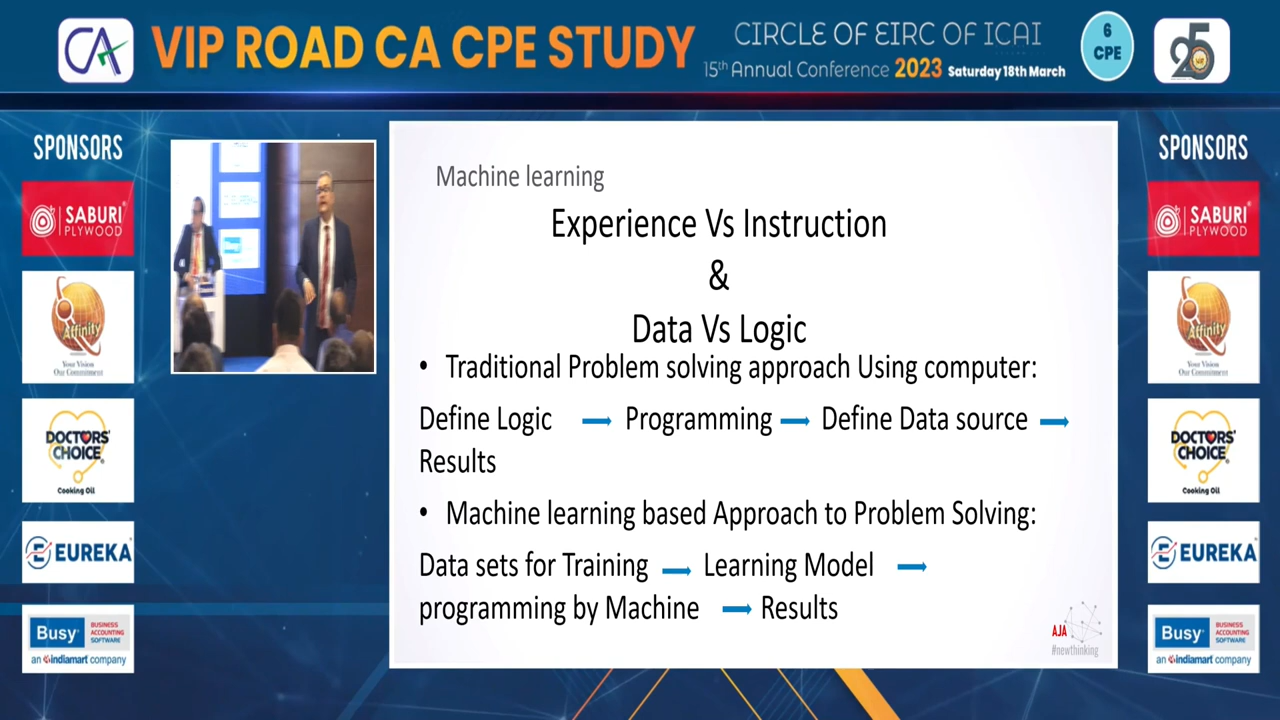 CA
VIP ROAD CA CPE STUDY
CIRCLE OF EIRC OF ICAI
15th Annual Conference 2023 Saturday 18th March
6
CPE
25
SPONSORS
SABURI
PLYWOOD
Affinity
Your Vision
Our Commitment
DOCTORS'
CHOICE
Cooking Oil
EUREKA
Busy
BUSINESS
ACCOUNTING
SOFTWARE
an indiamart company
Machine learning
Experience Vs Instruction
&
Data Vs Logic
• Traditional Problem solving approach Using computer:
Define Logic → Programming → Define Data source →
Results
• Machine learning based Approach to Problem Solving:
Data sets for Training → Learning Model →
programming by Machine → Results
AJA
#newthinking
SPONSORS
SABURI
PLYWOOD
Affinity
Your Vision
Our Commitment
DOCTORS'
CHOICE
Cooking Oil
EUREKA
Busy
BUSINESS
ACCOUNTING
SOFTWARE
an indiamart company